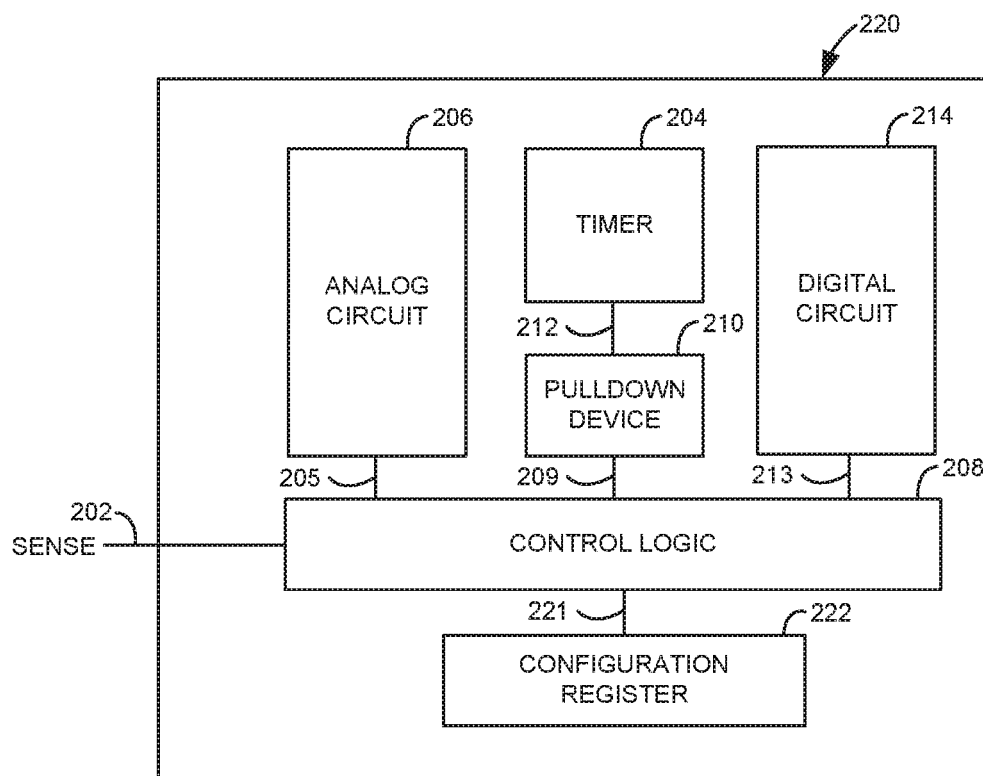 220
206
204
214
ANALOG
CIRCUIT
TIMER
DIGITAL
CIRCUIT
212
210
PULLDOWN
DEVICE
205
209
213
208
202
SENSE
CONTROL LOGIC
221
222
CONFIGURATION
REGISTER